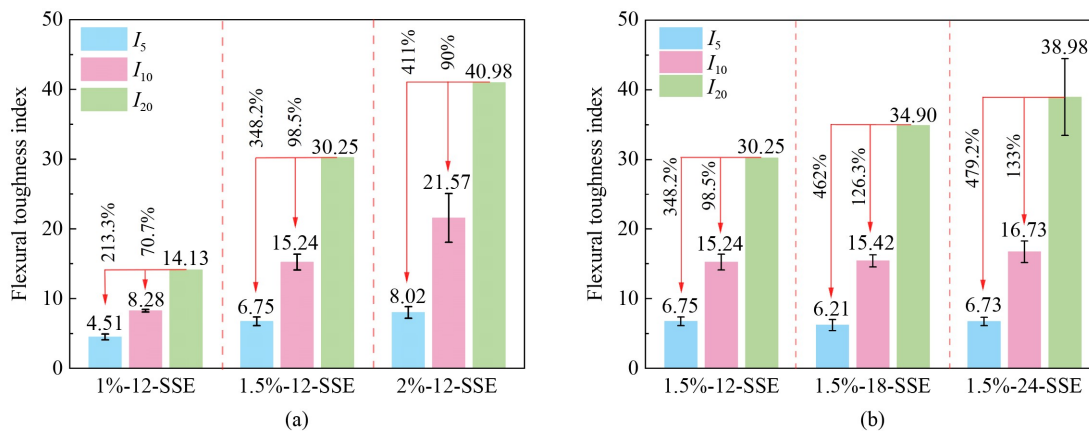 Flexural toughness index
50
40
30
20
10
0
I5
I10
I20
213.3%
70.7%
4.51
8.28
14.13
348.2%
98.5%
6.75
15.24
30.25
411%
90%
8.02
21.57
40.98
1%-12-SSE
1.5%-12-SSE
2%-12-SSE
(a)
Flexural toughness index
50
40
30
20
10
0
I5
I10
I20
348.2%
98.5%
6.75
15.24
30.25
462%
126.3%
6.21
15.42
34.90
479.2%
133%
6.73
16.73
38.98
1.5%-12-SSE
1.5%-18-SSE
1.5%-24-SSE
(b)